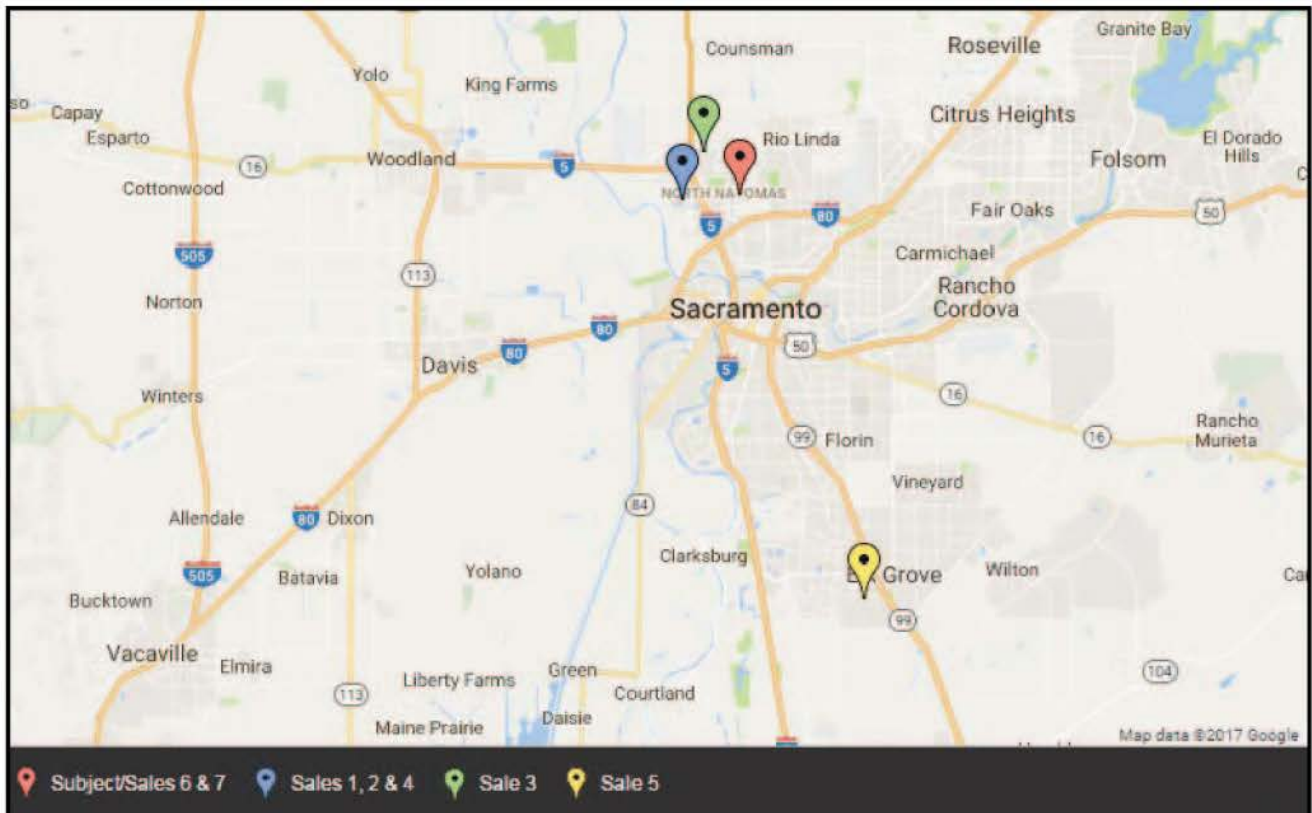 Granite Bay
Counsman
Roseville
Yolo
King Farms
so
Capay
Esparto
Citrus Heights
Rio Linda
El Dorado
Hills
Woodland
Folsom
16
5
Cottonwood
NORTH NATOMAS
50
Fair Oaks
80
5
505
Carmichael
113
Rancho
Cordova
Norton
Sacramento
80
80
50
Davis
5
Winters
16
16
Rancho
Murieta
99
Florin
Vineyard
84
Allendale
80
Dixon
Clarksburg
505
Batavia
Yolano
Grove
Wilton
Bucktown
99
Vacaville
Elmira
Green
104
Liberty Farms
113
Courtland
Daisie
Maine Prairie
Map data ©2017 Google
Subject/Sales 6 & 7
Sales 1, 2 & 4
Sale 3
Sale 5